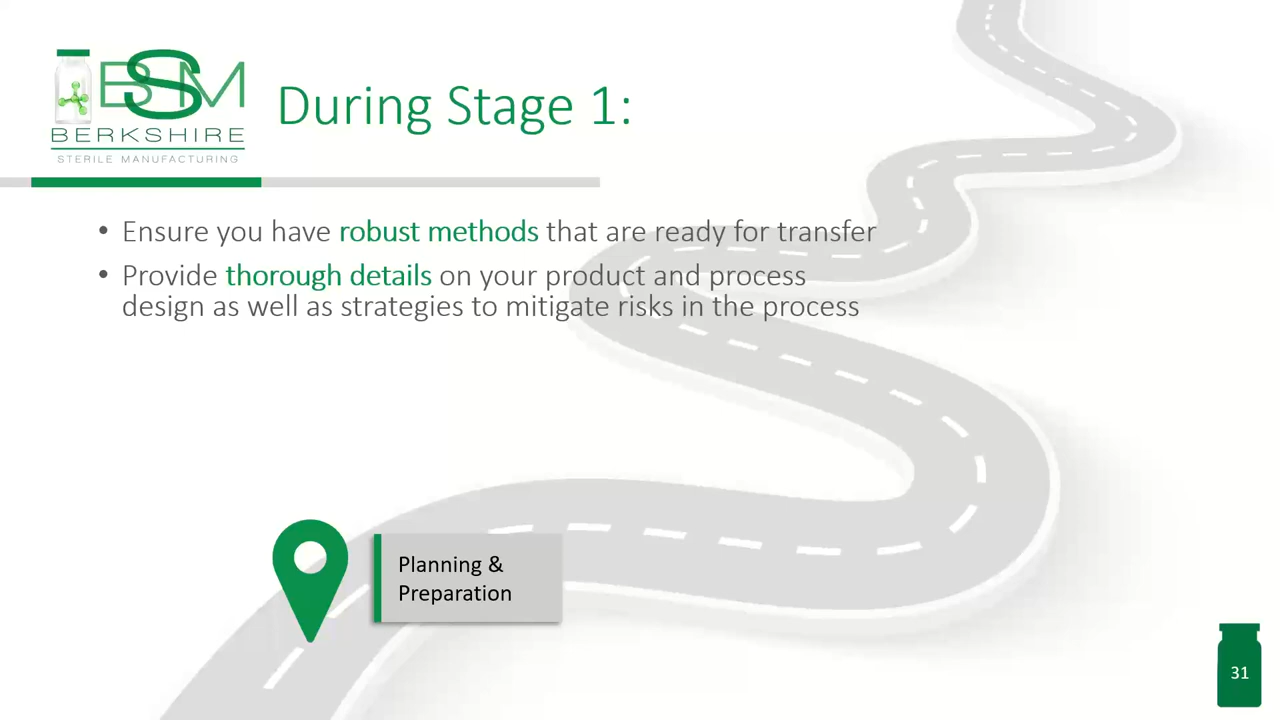 BSM
BERKSHIRE
STERILE MANUFACTURING
During Stage 1:
• Ensure you have robust methods that are ready for transfer
• Provide thorough details on your product and process
design as well as strategies to mitigate risks in the process
Planning &
Preparation
31